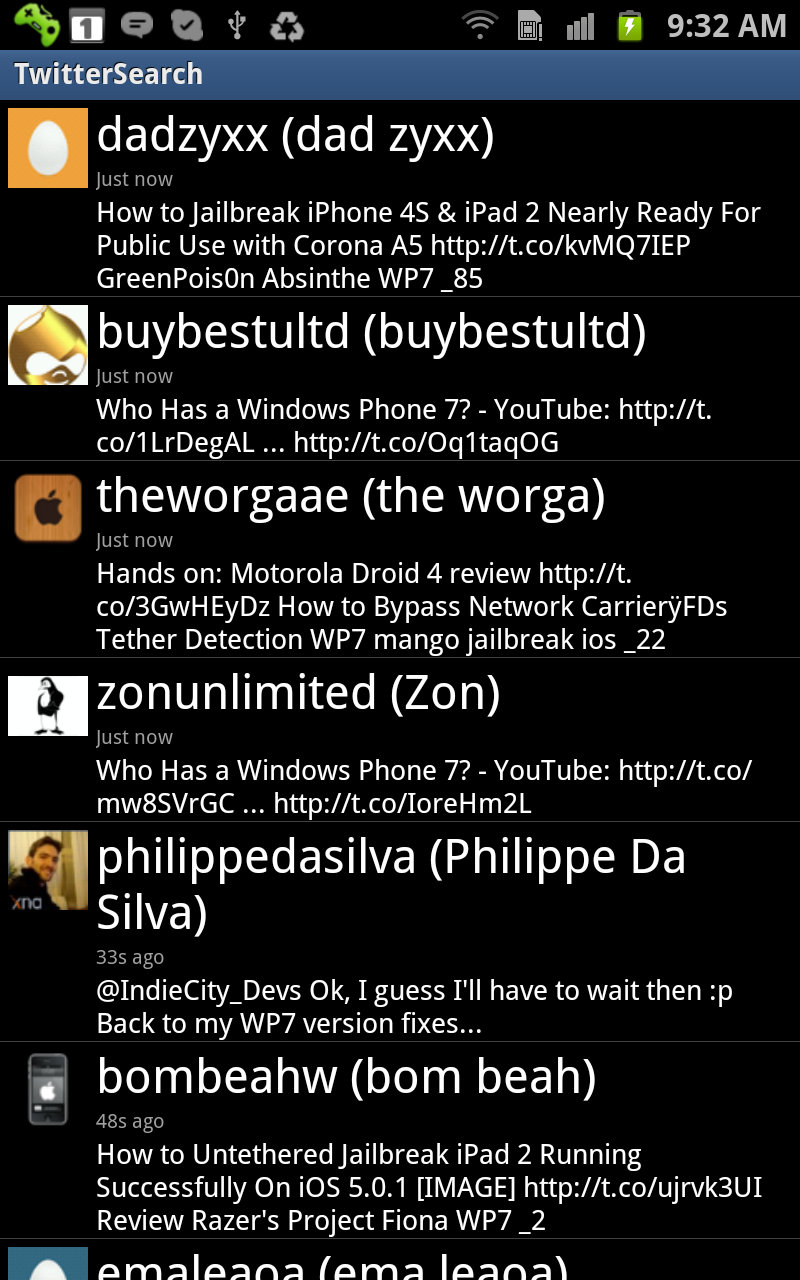 1
9:32 AM
TwitterSearch
dadzyxx (dad zyxx)
Just now
How to Jailbreak iPhone 4S & iPad 2 Nearly Ready For
Public Use with Corona A5 http://t.co/kvMQ7IEP
GreenPois0n Absinthe WP7 _85
buybestultd (buybestultd)
Just now
Who Has a Windows Phone 7? - YouTube: http://t.
co/1LrDegAL ... http://t.co/Oq1taqOG
theworgaae (the worga)
Just now
Hands on: Motorola Droid 4 review http://t.
co/3GwHEyDz How to Bypass Network CarrierÿFDs
Tether Detection WP7 mango jailbreak ios _22
zonunlimited (Zon)
Just now
Who Has a Windows Phone 7? - YouTube: http://t.co/
mw8SVrGC ... http://t.co/IoreHm2L
xna
philippedasilva (Philippe Da
Silva)
33s ago
@IndieCity_Devs Ok, I guess I'll have to wait then :p
Back to my WP7 version fixes...
bombeahw (bom beah)
48s ago
How to Untethered Jailbreak iPad 2 Running
Successfully On iOS 5.0.1 [IMAGE] http://t.co/ujrvk3UI
Review Razer's Project Fiona WP7 _2
emaleaoa (ema leaoa)